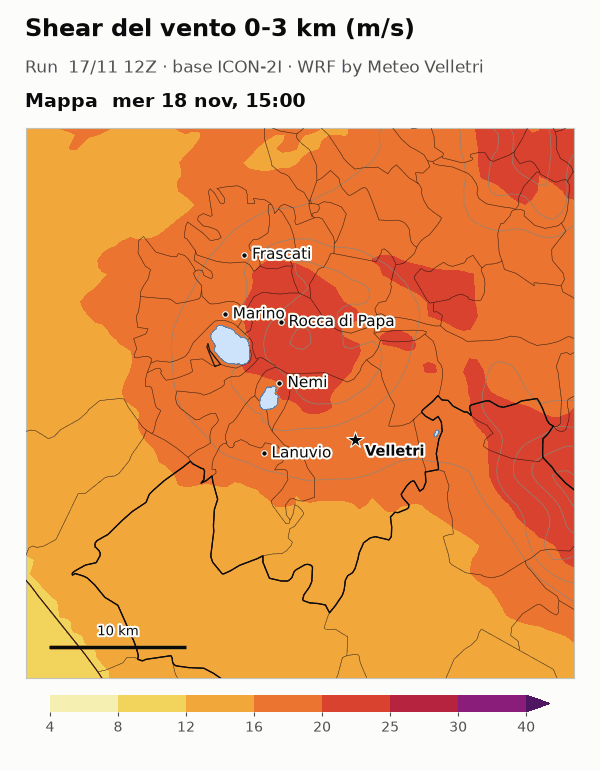 Shear del vento 0-3 km (m/s)
Run  17/11 12Z · base ICON-2I · WRF by Meteo Velletri
Mappa  mer 18 nov, 15:00
Frascati
Marino
Rocca di Papa
Nemi
Velletri
Lanuvio
10 km
4 8 12 16 20 25 30 40